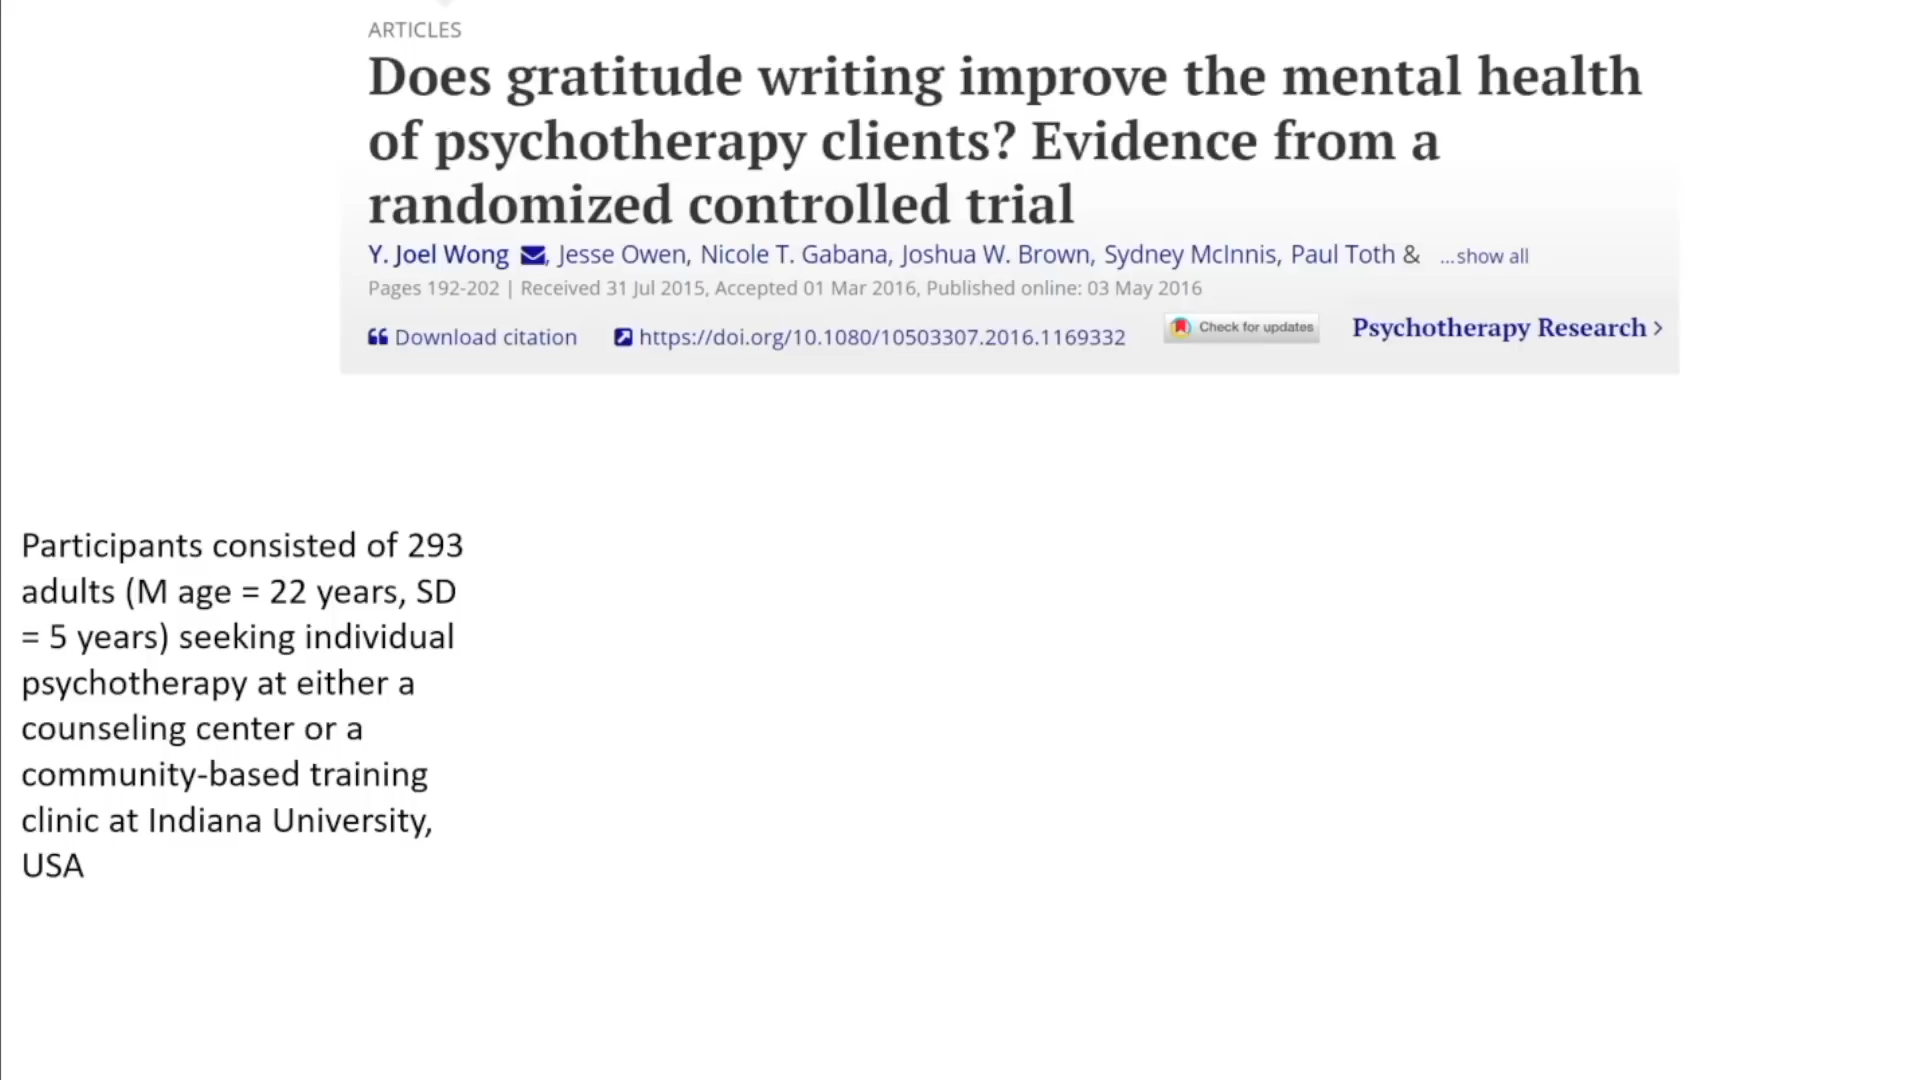 ARTICLES
Does gratitude writing improve the mental health
of psychotherapy clients? Evidence from a
randomized controlled trial
Y. Joel Wong , Jesse Owen, Nicole T. Gabana, Joshua W. Brown, Sydney McInnis, Paul Toth & ...show all
Pages 192-202 | Received 31 Jul 2015, Accepted 01 Mar 2016, Published online: 03 May 2016
Download citation https://doi.org/10.1080/10503307.2016.1169332 Check for updates Psychotherapy Research >
Participants consisted of 293
adults (M age = 22 years, SD
= 5 years) seeking individual
psychotherapy at either a
counseling center or a
community-based training
clinic at Indiana University,
USA